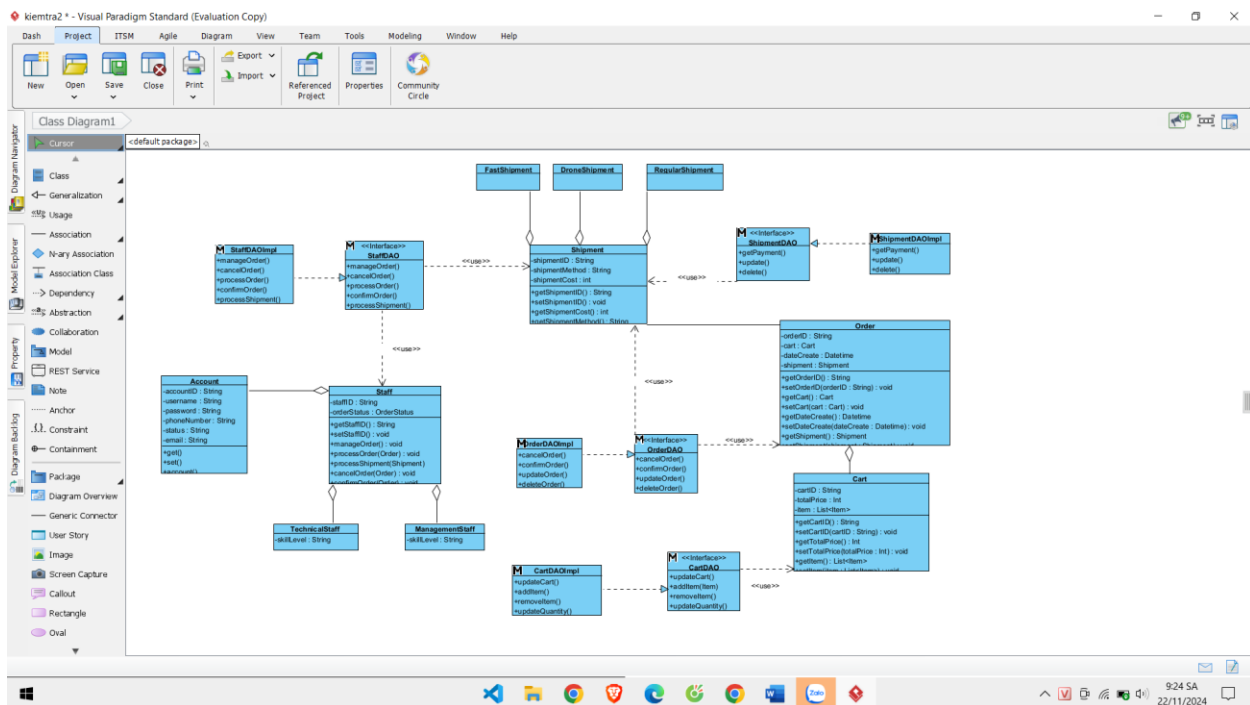 kiemtra2 * - Visual Paradigm Standard (Evaluation Copy)
Dash Project ITSM Agile Diagram View Team Tools Modeling Window Help
New Open Save Close Print Export Import Referenced Project Properties Community Circle
Class Diagram1
Diagram Navigator
Model Explorer
Property
Diagram Backlog
Cursor
Class
Generalization
Usage
Association
N-ary Association
Association Class
Dependency
Abstraction
Collaboration
Model
REST Service
Note
Anchor
Constraint
Containment
Package
Diagram Overview
Generic Connector
User Story
Image
Screen Capture
Callout
Rectangle
Oval
<default package>
FastShipment
DroneShipment
RegularShipment
StaffDAOImpl
+manageOrder()
+cancelOrder()
+processOrder()
+confirmOrder()
+processShipment()
<<Interface>>
StaffDAO
+manageOrder()
+cancelOrder()
+processOrder()
+confirmOrder()
+processShipment()
<<use>>
Shipment
-shipmentID : String
-shipmentMethod : String
-shipmentCost : int
+getShipmentID() : String
+setShipmentID() : void
+getShipmentCost() : int
+getShipmentMethod() : String
<<use>>
<<Interface>>
ShipmentDAO
+getPayment()
+update()
+delete()
ShipmentDAOImpl
+getPayment()
+update()
+delete()
<<use>>
<<use>>
Order
-orderID : String
-cart : Cart
-dateCreate : Datetime
-shipment : Shipment
+getOrderID() : String
+setOrderID(orderID : String) : void
+getCart() : Cart
+setCart(cart : Cart) : void
+getDateCreate() : Datetime
+setDateCreate(dateCreate : Datetime) : void
+getShipment() : Shipment
Account
-accountID : String
-username : String
-password : String
-phoneNumber : String
-status : String
-email : String
+get()
+set()
+account()
Staff
-staffID : String
-orderStatus : OrderStatus
+getStaffID() : String
+setStaffID() : void
+manageOrder() : void
+processOrder(Order) : void
+processShipment(Shipment)
+cancelOrder(Order) : void
+confirmOrder(Order) : void
OrderDAOImpl
+cancelOrder()
+confirmOrder()
+updateOrder()
+deleteOrder()
<<Interface>>
OrderDAO
+cancelOrder()
+confirmOrder()
+updateOrder()
+deleteOrder()
<<use>>
TechnicalStaff
-skillLevel : String
ManagementStaff
-skillLevel : String
Cart
-cartID : String
-totalPrice : Int
-item : List<Item>
+getCartID() : String
+setCartID(cartID : String) : void
+getTotalPrice() : Int
+setTotalPrice(totalPrice : Int) : void
+getItem() : List<Item>
CartDAOImpl
+updateCart()
+addItem()
+removeItem()
+updateQuantity()
<<Interface>>
CartDAO
+updateCart()
+addItem(Item)
+removeItem()
+updateQuantity()
<<use>>
Zalo
9:24 SA
22/11/2024